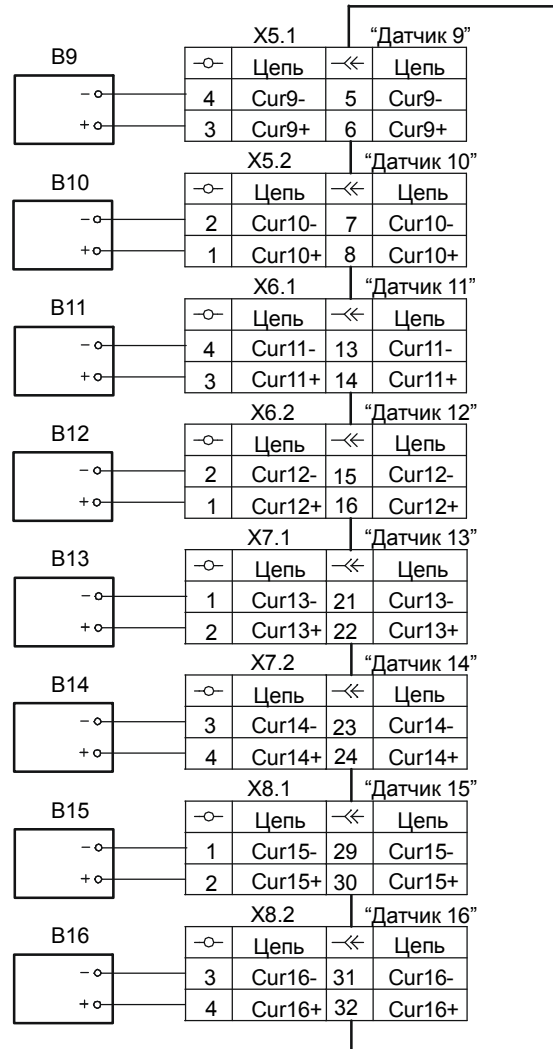 X5.1 “Датчик 9”
B9
Цепь Цепь
- 4 Cur9- 5 Cur9-
+ 3 Cur9+ 6 Cur9+
X5.2 “Датчик 10”
B10
Цепь Цепь
- 2 Cur10- 7 Cur10-
+ 1 Cur10+ 8 Cur10+
X6.1 “Датчик 11”
B11
Цепь Цепь
- 4 Cur11- 13 Cur11-
+ 3 Cur11+ 14 Cur11+
X6.2 “Датчик 12”
B12
Цепь Цепь
- 2 Cur12- 15 Cur12-
+ 1 Cur12+ 16 Cur12+
X7.1 “Датчик 13”
B13
Цепь Цепь
- 1 Cur13- 21 Cur13-
+ 2 Cur13+ 22 Cur13+
X7.2 “Датчик 14”
B14
Цепь Цепь
- 3 Cur14- 23 Cur14-
+ 4 Cur14+ 24 Cur14+
X8.1 “Датчик 15”
B15
Цепь Цепь
- 1 Cur15- 29 Cur15-
+ 2 Cur15+ 30 Cur15+
X8.2 “Датчик 16”
B16
Цепь Цепь
- 3 Cur16- 31 Cur16-
+ 4 Cur16+ 32 Cur16+